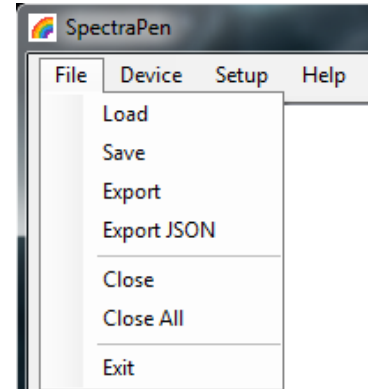 SpectraPen
File Device Setup Help
Load
Save
Export
Export JSON
Close
Close All
Exit